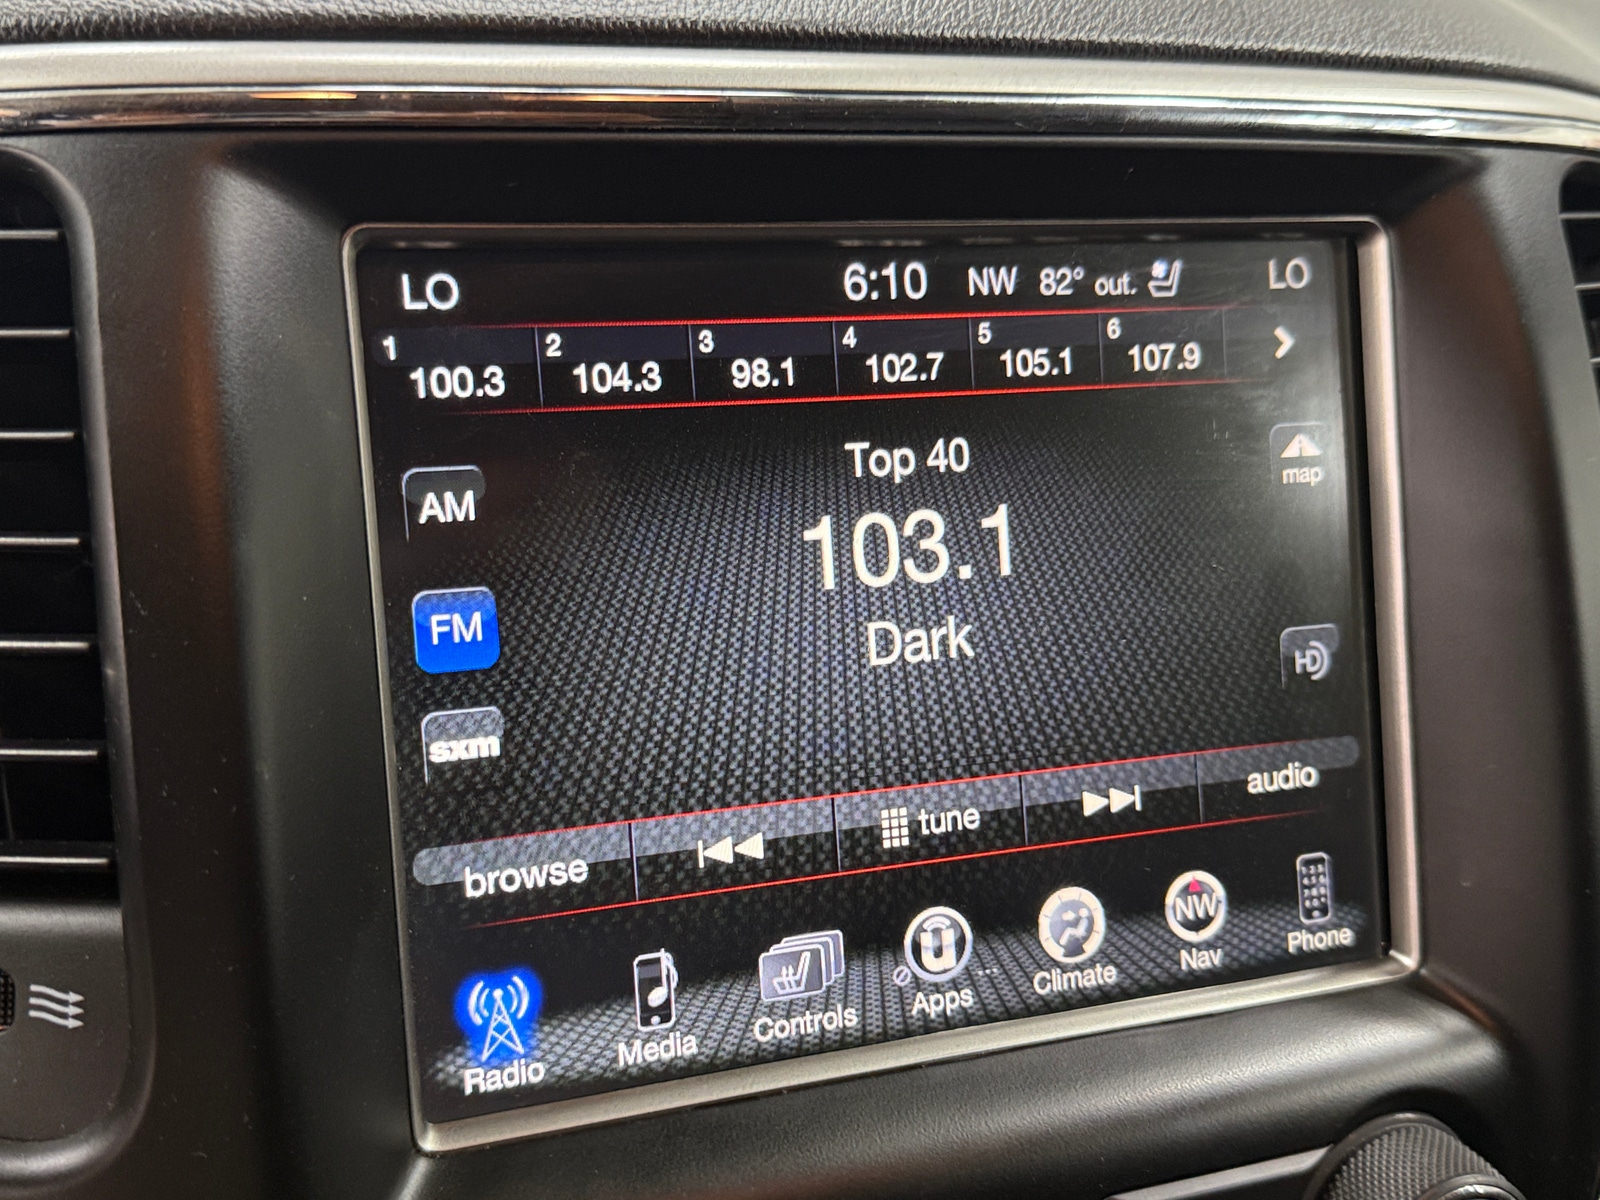 LO 6:10 NW 82° out. LO
1 2 3 4 5 6
100.3 104.3 98.1 102.7 105.1 107.9
Top 40
map
AM
103.1
FM
Dark
HD
sxm
browse tune audio
NW
Radio Media Controls Apps Climate Nav Phone